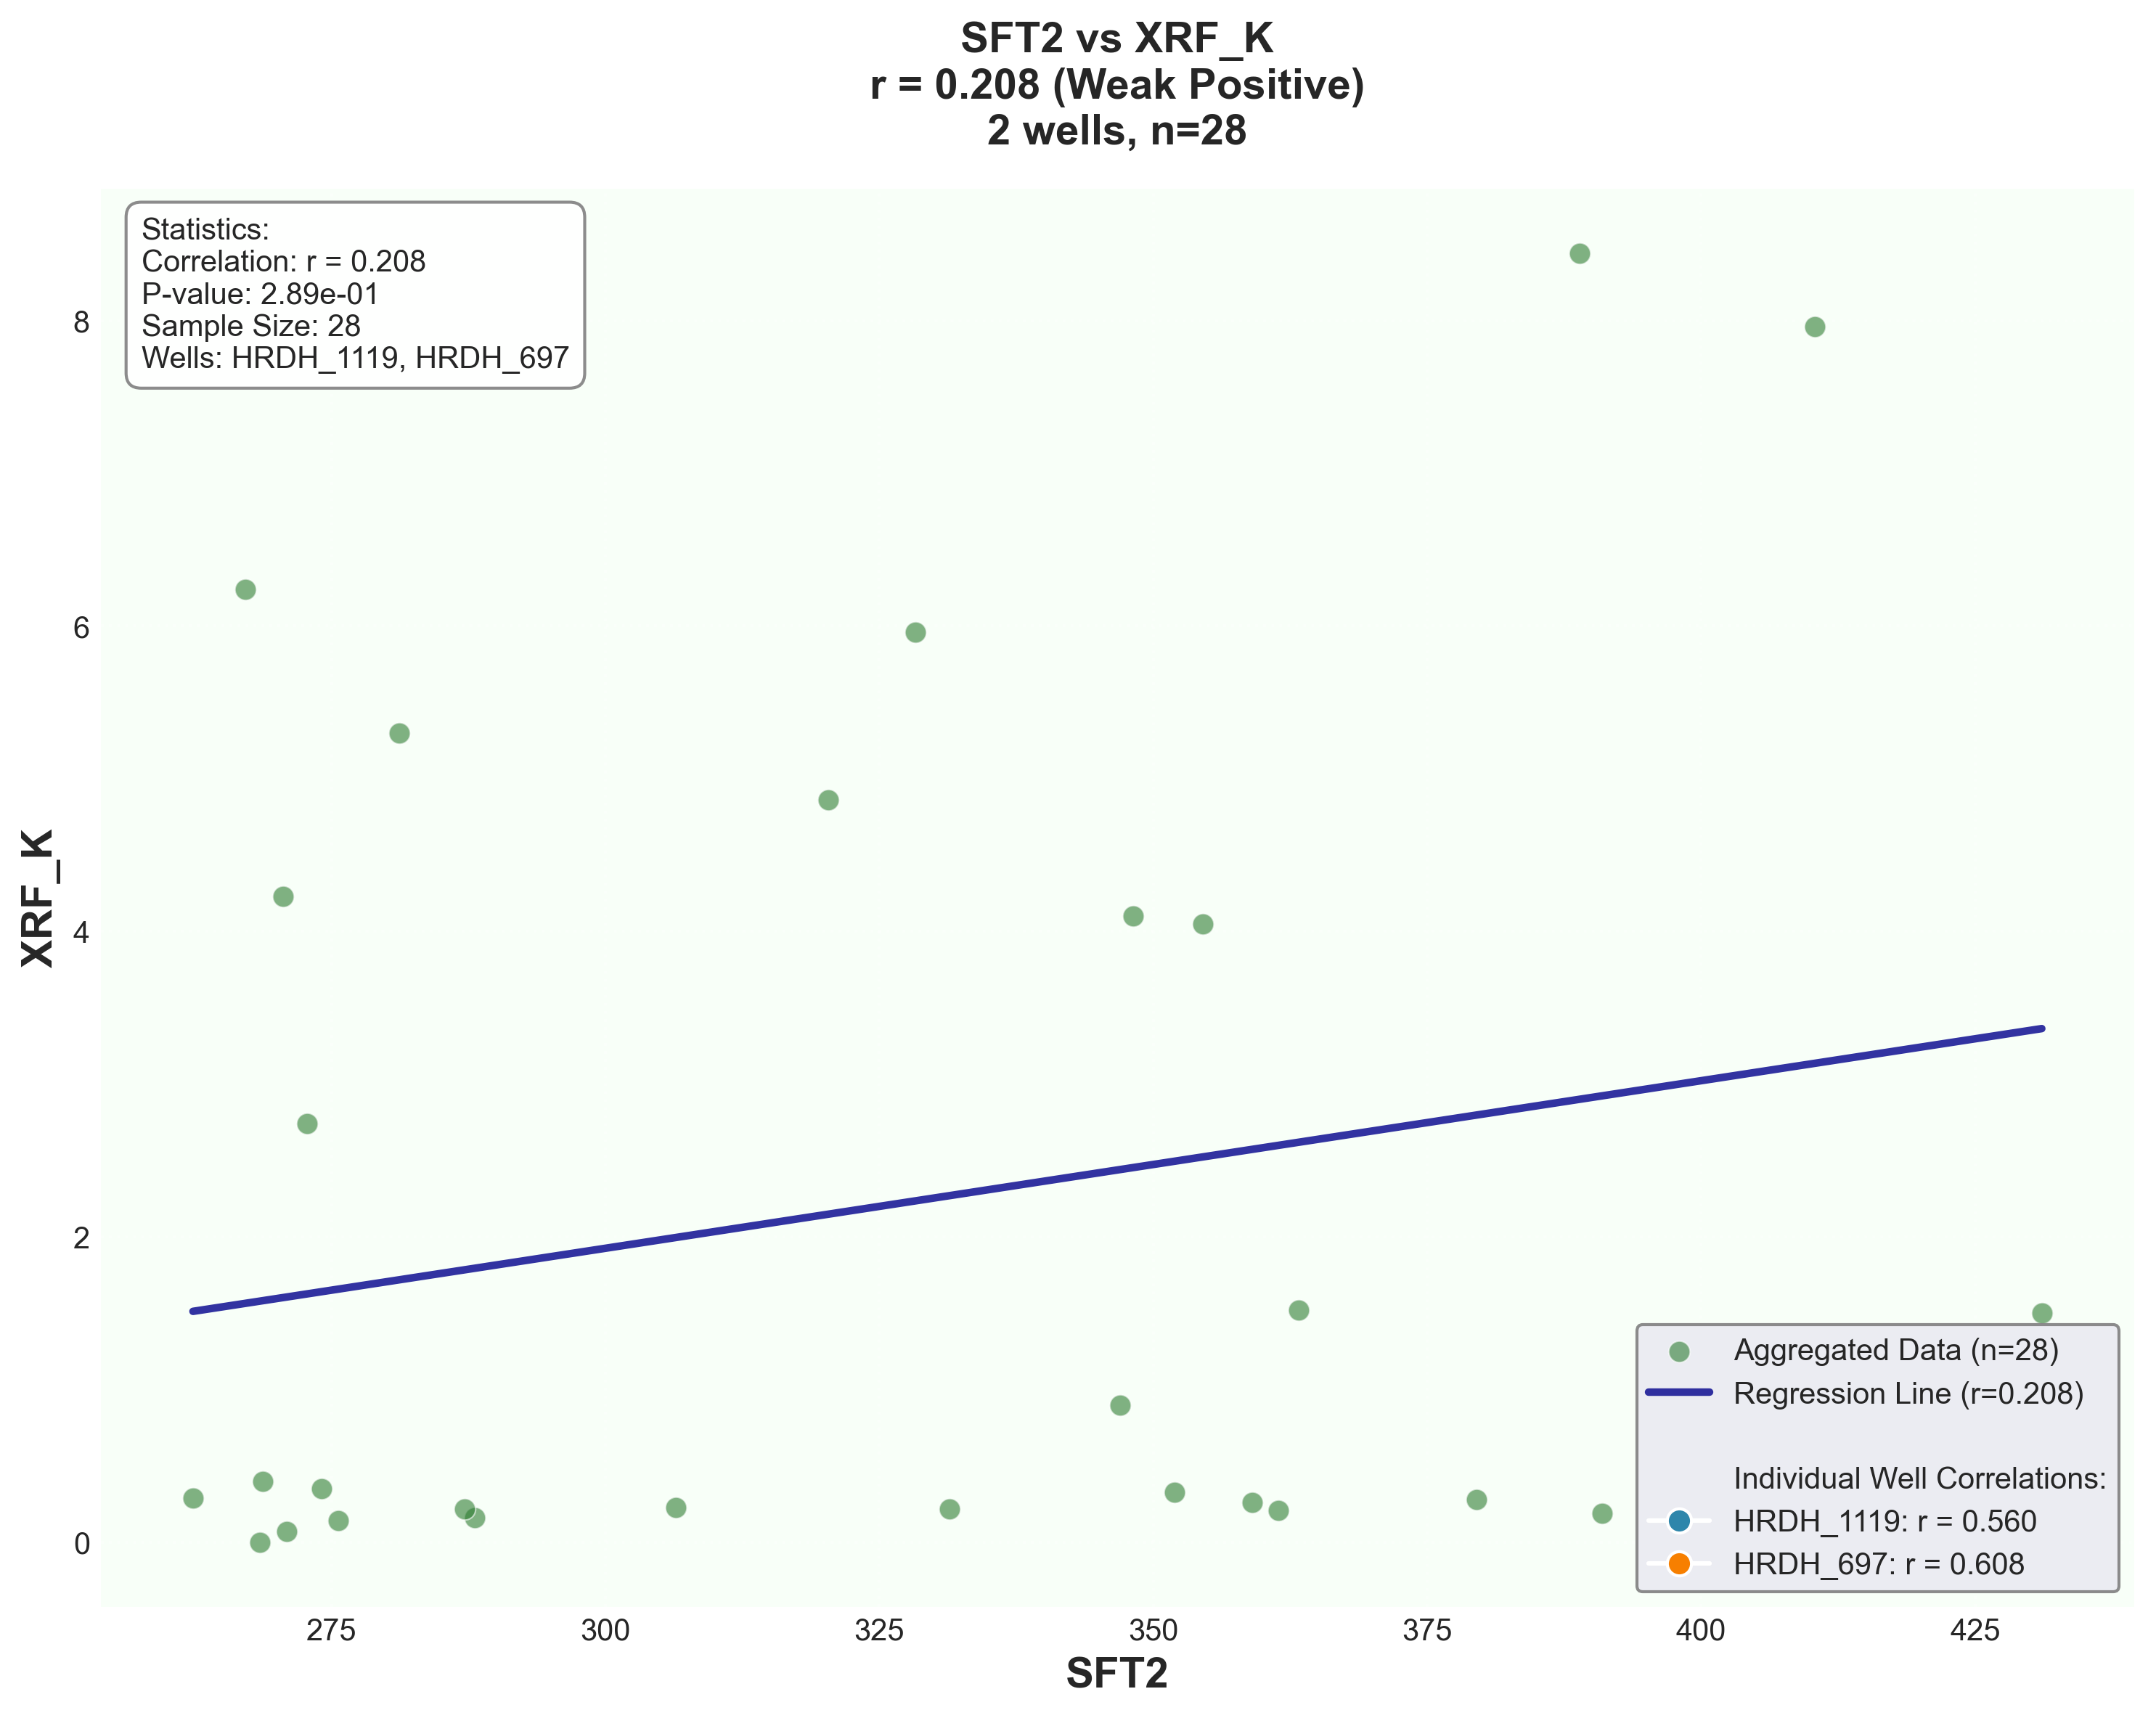 SFT2 vs XRF_K
r = 0.208 (Weak Positive)
2 wells, n=28
Statistics:
Correlation: r = 0.208
P-value: 2.89e-01
Sample Size: 28
Wells: HRDH_1119, HRDH_697
8
6
4
2
0
XRF_K
Aggregated Data (n=28)
Regression Line (r=0.208)
Individual Well Correlations:
HRDH_1119: r = 0.560
HRDH_697: r = 0.608
275 300 325 350 375 400 425
SFT2